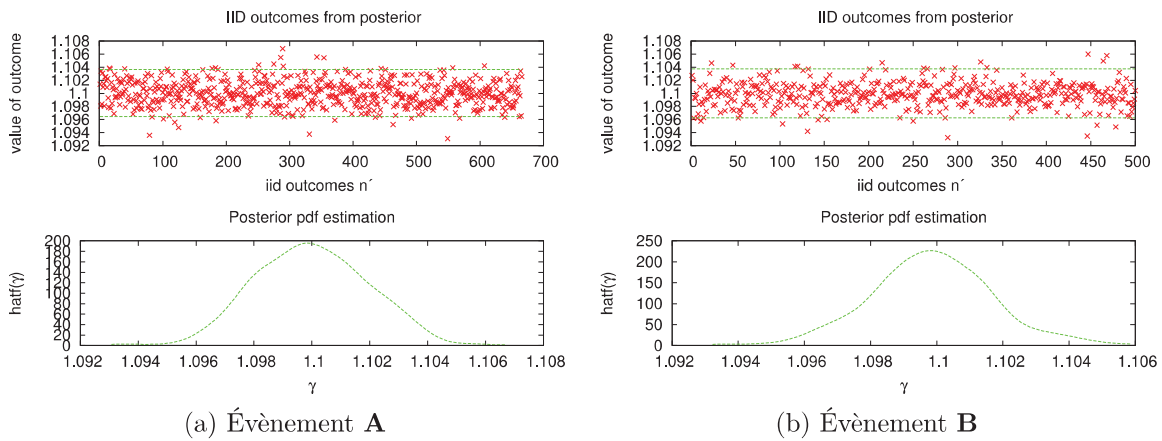 IID outcomes from posterior
value of outcome
1.108
1.106
1.104
1.102
1.1
1.098
1.096
1.094
1.092
0 100 200 300 400 500 600 700
iid outcomes n´
Posterior pdf estimation
hatf(γ)
200
180
160
140
120
100
80
60
40
20
0
1.092 1.094 1.096 1.098 1.1 1.102 1.104 1.106 1.108
γ
(a) Évènement A
IID outcomes from posterior
value of outcome
1.108
1.106
1.104
1.102
1.1
1.098
1.096
1.094
1.092
0 50 100 150 200 250 300 350 400 450 500
iid outcomes n´
Posterior pdf estimation
hatf(γ)
250
200
150
100
50
0
1.092 1.094 1.096 1.098 1.1 1.102 1.104 1.106
γ
(b) Évènement B